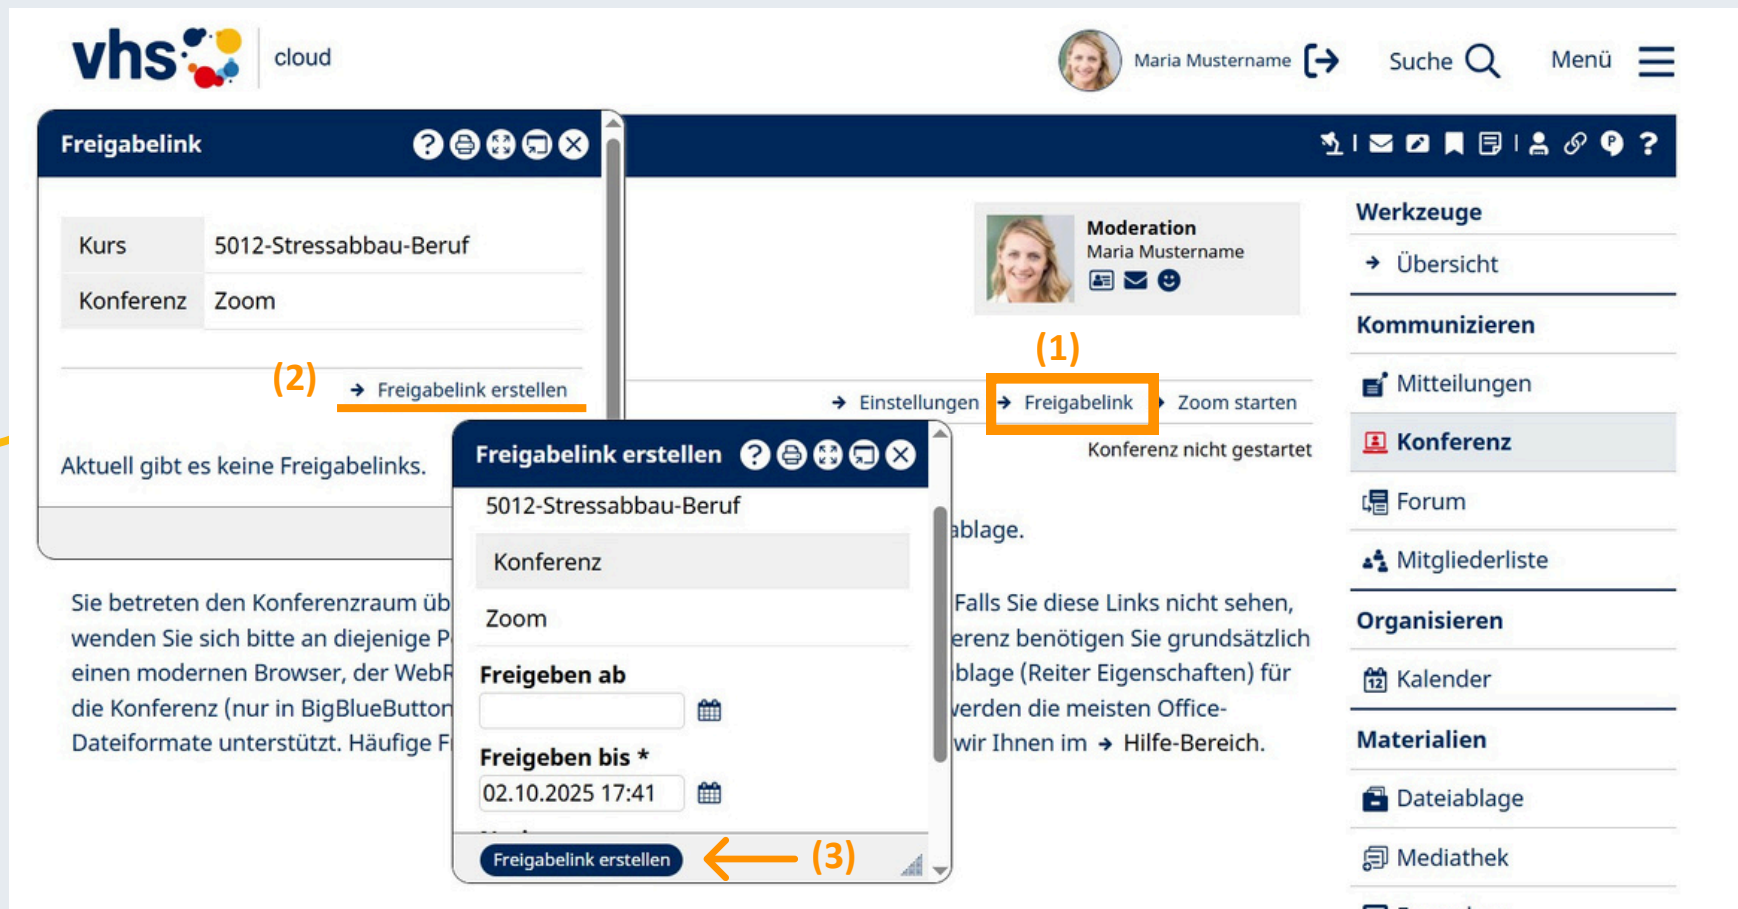 vhs cloud
Maria Mustername
Suche
Menü
Freigabelink
Kurs 5012-Stressabbau-Beruf
Konferenz Zoom
(2)
Freigabelink erstellen
Aktuell gibt es keine Freigabelinks.
Moderation
Maria Mustername
(1)
Einstellungen
Freigabelink
Zoom starten
Konferenz nicht gestartet
ablage.
Sie betreten den Konferenzraum üb
Falls Sie diese Links nicht sehen,
wenden Sie sich bitte an diejenige P
erenz benötigen Sie grundsätzlich
einen modernen Browser, der WebR
blage (Reiter Eigenschaften) für
die Konferenz (nur in BigBlueButton
werden die meisten Office-
Dateiformate unterstützt. Häufige F
wir Ihnen im → Hilfe-Bereich.
Freigabelink erstellen
5012-Stressabbau-Beruf
Konferenz
Zoom
Freigeben ab
Freigeben bis *
02.10.2025 17:41
Freigabelink erstellen
(3)
Werkzeuge
Übersicht
Kommunizieren
Mitteilungen
Konferenz
Forum
Mitgliederliste
Organisieren
12 Kalender
Materialien
Dateiablage
Mediathek